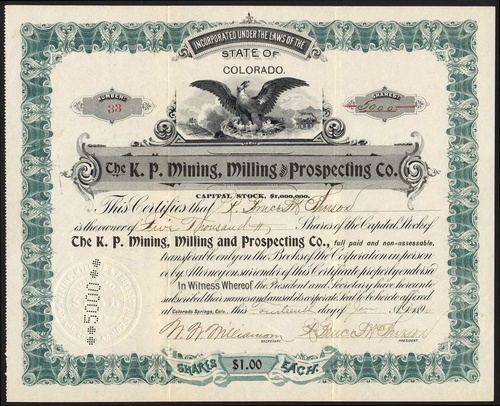 INCORPORATED UNDER THE LAWS OF THE
STATE OF
COLORADO.
NUMBER
33
SHARES
5000
The K. P. Mining, Milling and Prospecting Co.
CAPITAL STOCK, $1,000,000.
This Certifies that
is the owner of Five Thousand Shares of the Capital Stock of
The K. P. Mining, Milling and Prospecting Co., full paid and non-assessable,
transferable only on the Books of the Corporation in person
or by Attorney on surrender of this Certificate properly endorsed
In Witness Whereof the President and Secretary have hereunto
subscribed their names and caused its corporate Seal to be hereto affixed
at Colorado Springs, Colo., this Fourteenth day of Jan
*5000*
W. W. Williamson
SECRETARY.
PRESIDENT.
SHARES $1.00 EACH.